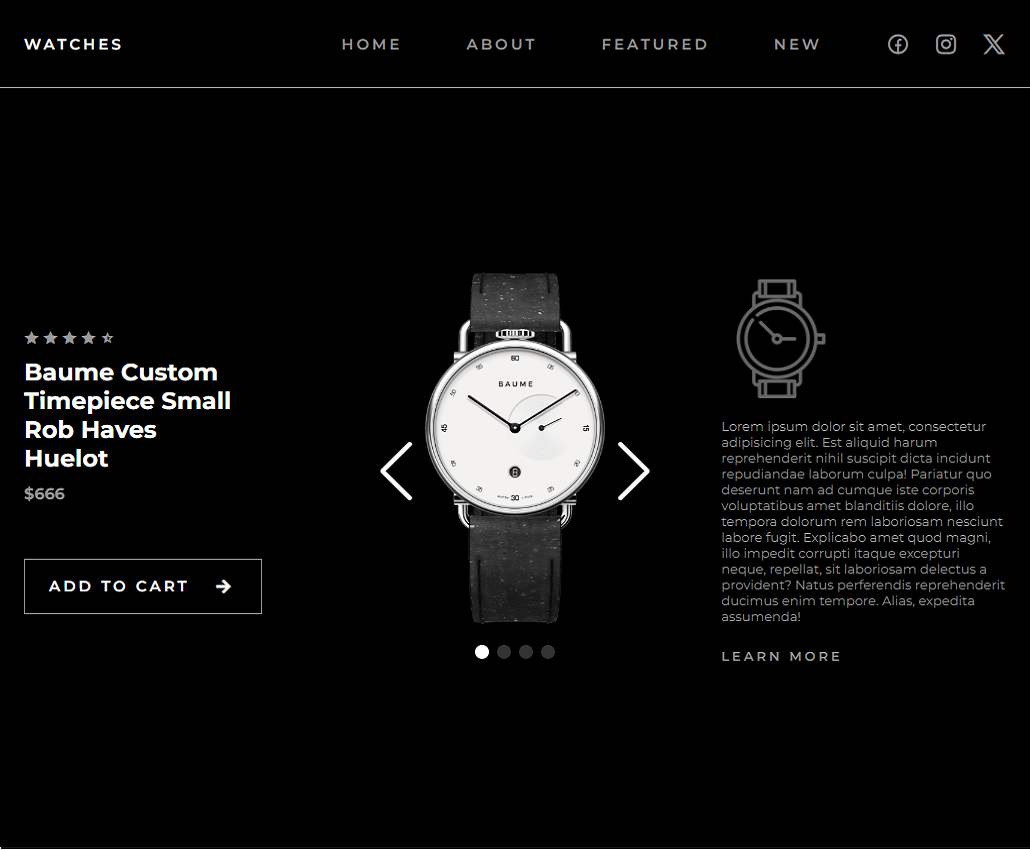 WATCHES
HOME ABOUT FEATURED NEW
Baume Custom
Timepiece Small
Rob Haves
Huelot
$666
ADD TO CART
60
BAUME
45
15
30
Lorem ipsum dolor sit amet, consectetur
adipisicing elit. Est aliquid harum
reprehenderit nihil suscipit dicta incidunt
repudiandae laborum culpa! Pariatur quo
deserunt nam ad cumque iste corporis
voluptatibus amet blanditiis dolore, illo
tempora dolorum rem laboriosam nesciunt
labore fugit. Explicabo amet quod magni,
illo impedit corrupti itaque excepturi
neque, repellat, sit laboriosam delectus a
provident? Natus perferendis reprehenderit
ducimus enim tempore. Alias, expedita
assumenda!
LEARN MORE